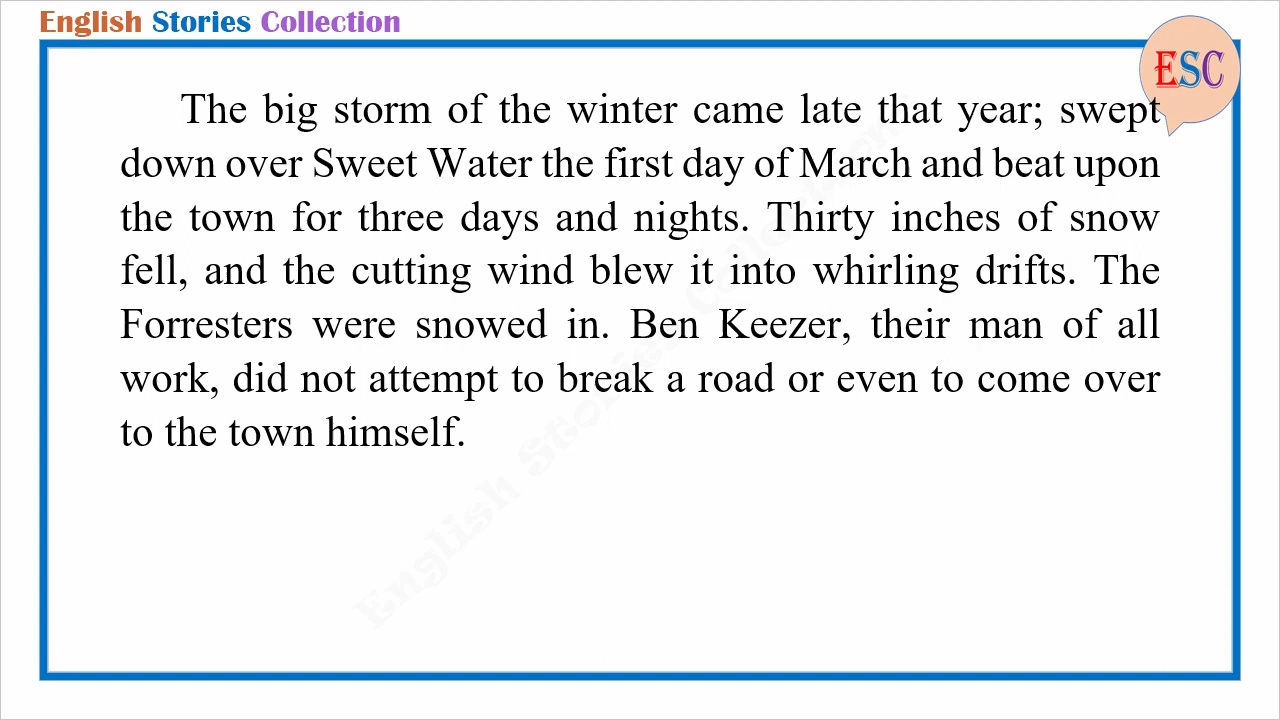 English Stories Collection
ESC
The big storm of the winter came late that year; swept
down over Sweet Water the first day of March and beat upon
the town for three days and nights. Thirty inches of snow
fell, and the cutting wind blew it into whirling drifts. The
Forresters were snowed in. Ben Keezer, their man of all
work, did not attempt to break a road or even to come over
to the town himself.
English Stories Collection